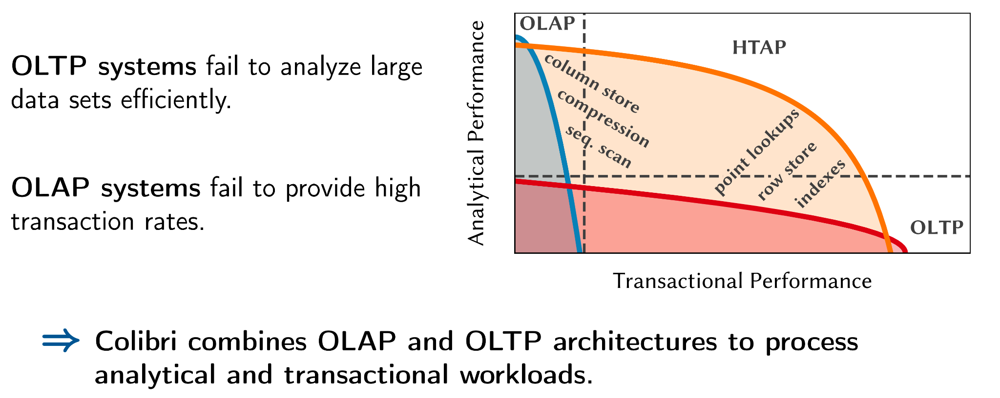 OLTP systems fail to analyze large
data sets efficiently.
OLAP systems fail to provide high
transaction rates.
Analytical Performance
OLAP
HTAP
column store
compression
seq. scan
point lookups
row store
indexes
OLTP
Transactional Performance
⇒ Colibri combines OLAP and OLTP architectures to process
analytical and transactional workloads.